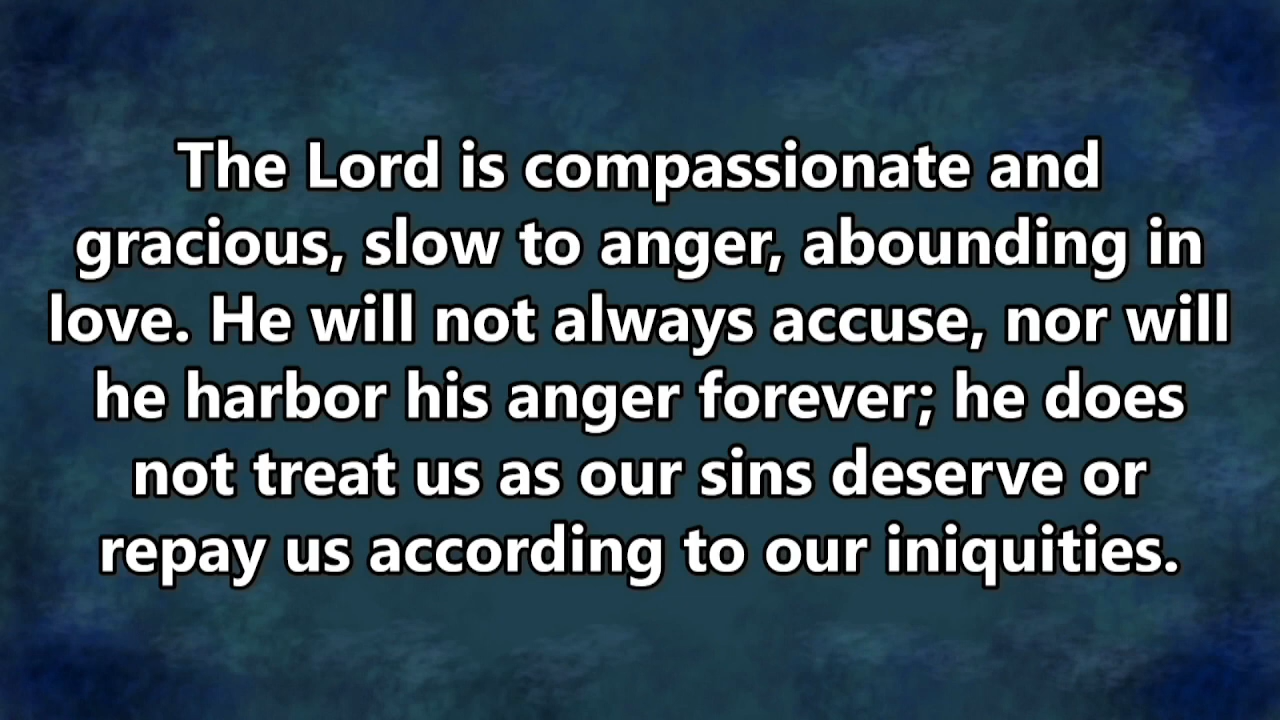 The Lord is compassionate and
gracious, slow to anger, abounding in
love. He will not always accuse, nor will
he harbor his anger forever; he does
not treat us as our sins deserve or
repay us according to our iniquities.